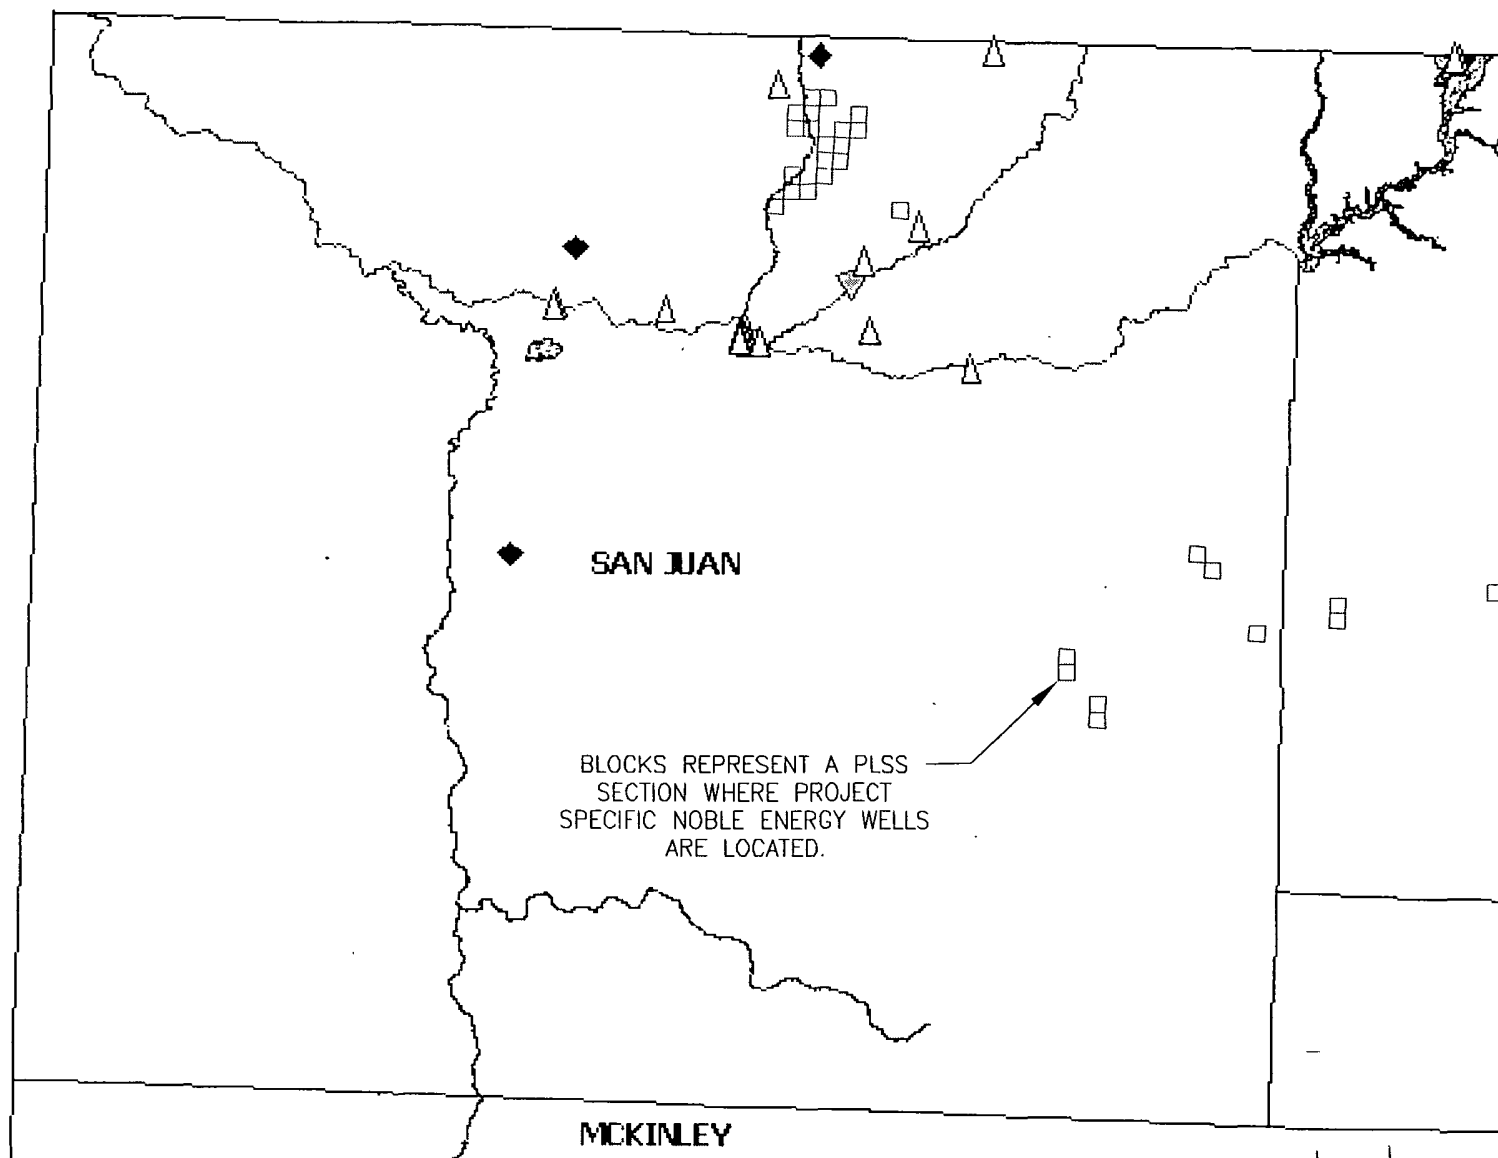 SAN JUAN
BLOCKS REPRESENT A PLSS
SECTION WHERE PROJECT
SPECIFIC NOBLE ENERGY WELLS
ARE LOCATED.
MCKINLEY